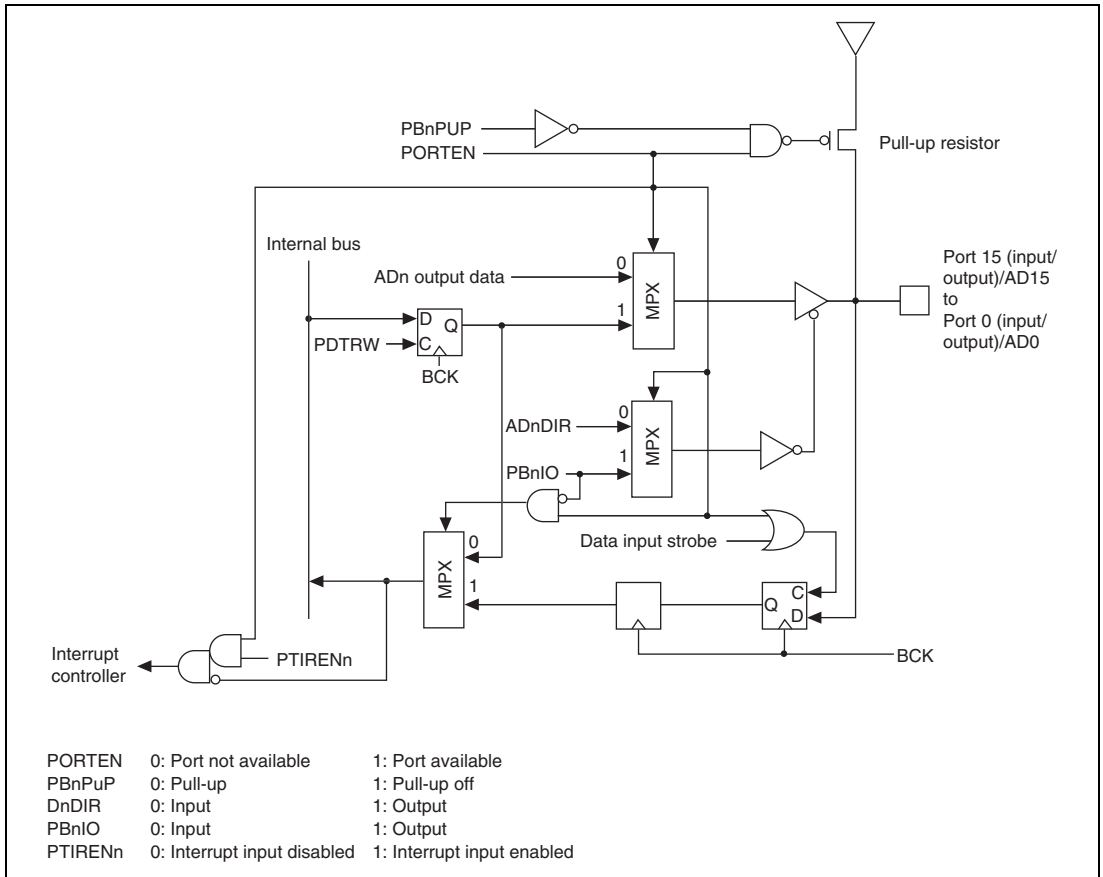 PBnPUP
PORTEN
Pull-up resistor
Internal bus
ADn output data
0
1
MPX
Port 15 (input/
output)/AD15
to
Port 0 (input/
output)/AD0
D
Q
C
PDTRW
BCK
ADnDIR
0
1
MPX
PBnIO
Data input strobe
0
1
MPX
Q
C
D
BCK
PTIRENn
Interrupt
controller
PORTEN 0: Port not available 1: Port available
PBnPuP 0: Pull-up 1: Pull-up off
DnDIR 0: Input 1: Output
PBnIO 0: Input 1: Output
PTIRENn 0: Interrupt input disabled 1: Interrupt input enabled